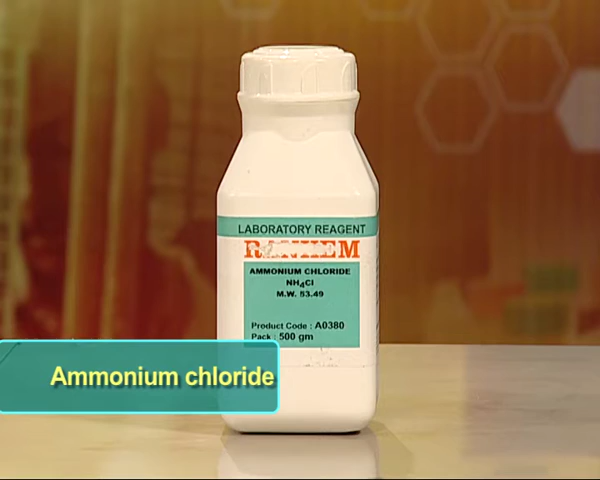 LABORATORY REAGENT
AMMONIUM CHLORIDE
NH₄Cl
M.W. 53.49
Product Code : A0380
Pack : 500 gm
Ammonium chloride